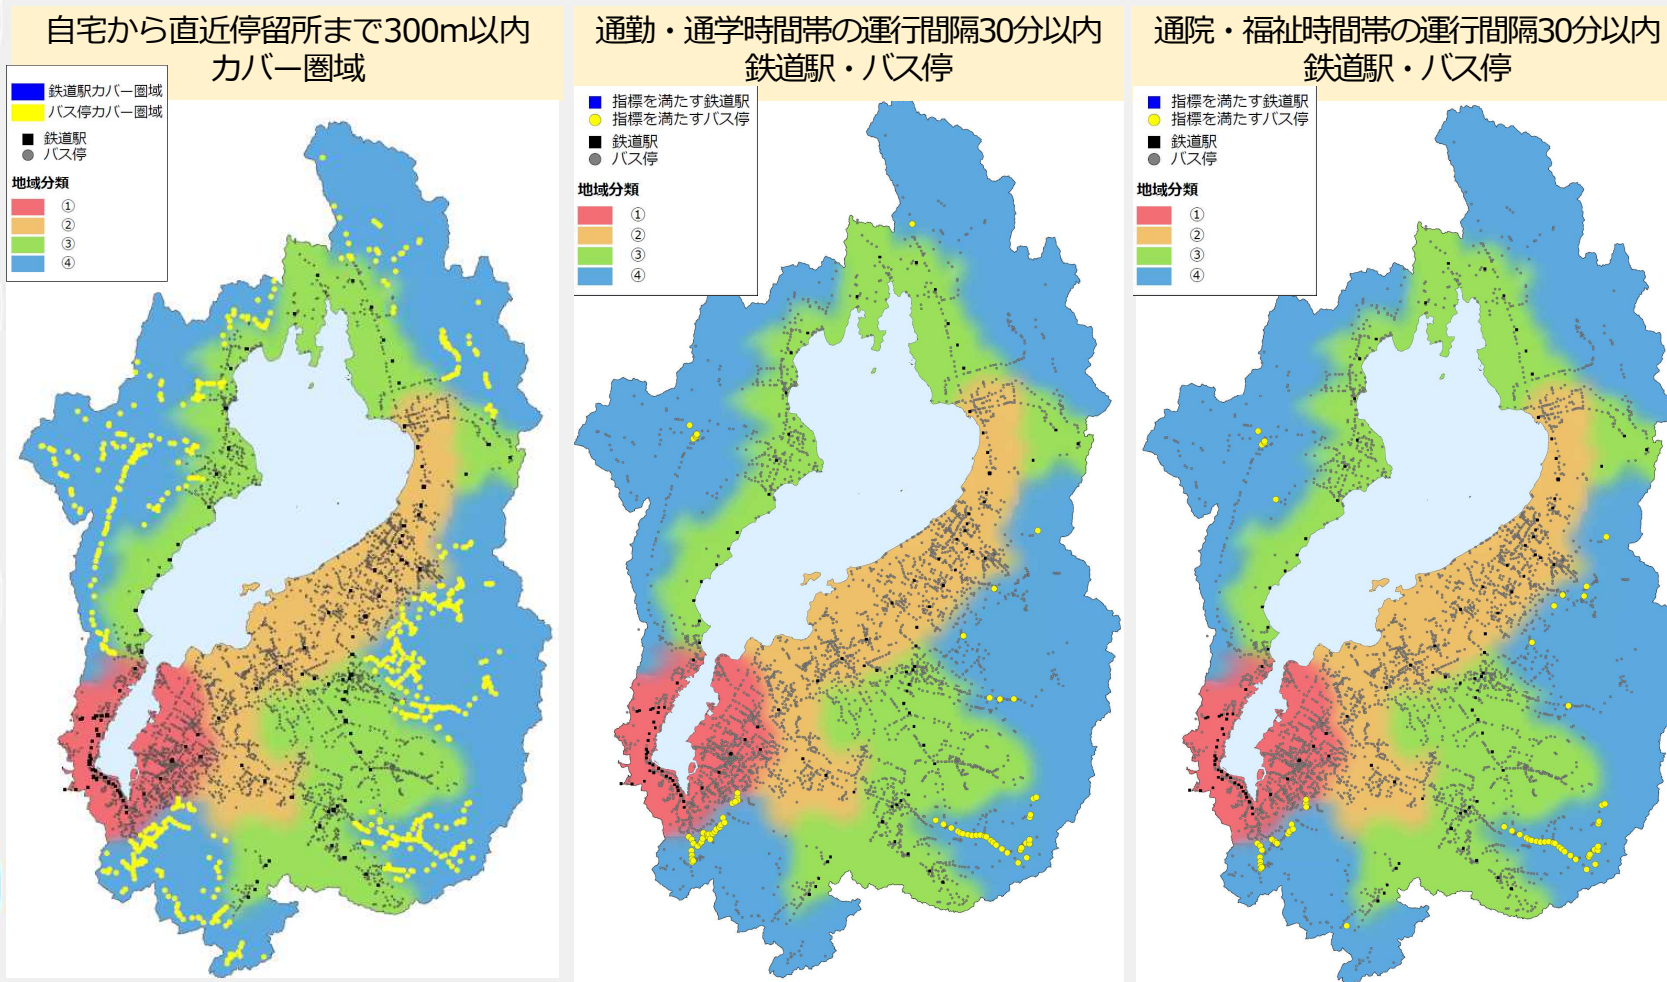 自宅から直近停留所まで300m以内
カバー圏域
鉄道駅カバー圏域
バス停カバー圏域
鉄道駅
バス停
地域分類
①
②
③
④
通勤・通学時間帯の運行間隔30分以内
鉄道駅・バス停
指標を満たす鉄道駅
指標を満たすバス停
鉄道駅
バス停
地域分類
①
②
③
④
通院・福祉時間帯の運行間隔30分以内
鉄道駅・バス停
指標を満たす鉄道駅
指標を満たすバス停
鉄道駅
バス停
地域分類
①
②
③
④